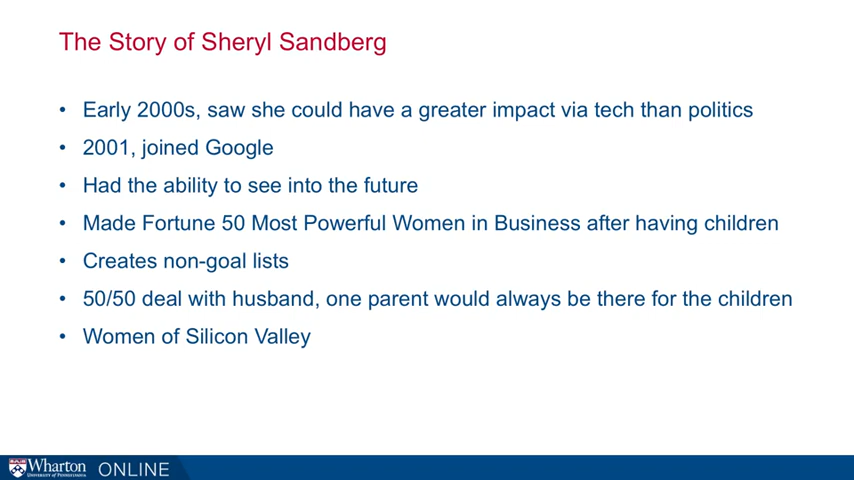 The Story of Sheryl Sandberg
• Early 2000s, saw she could have a greater impact via tech than politics
• 2001, joined Google
• Had the ability to see into the future
• Made Fortune 50 Most Powerful Women in Business after having children
• Creates non-goal lists
• 50/50 deal with husband, one parent would always be there for the children
• Women of Silicon Valley
Wharton ONLINE
UNIVERSITY of PENNSYLVANIA